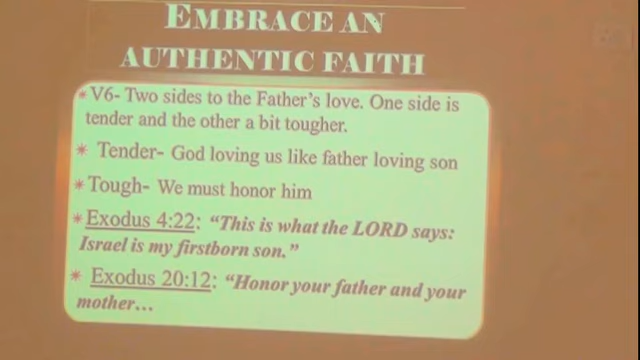 EMBRACE AN
AUTHENTIC FAITH
*V6- Two sides to the Father's love. One side is
tender and the other a bit tougher.
* Tender- God loving us like father loving son
*Tough- We must honor him
*Exodus 4:22: “This is what the LORD says:
Israel is my firstborn son.”
* Exodus 20:12: “Honor your father and your
mother…